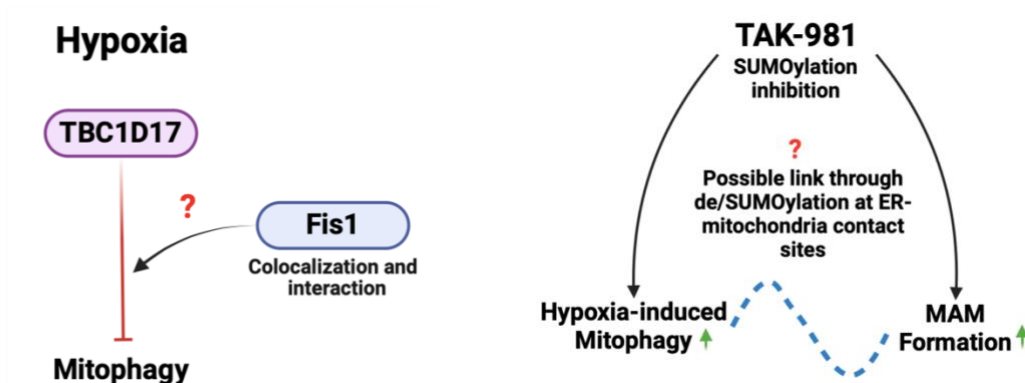 Hypoxia
TBC1D17
?
Fis1
Colocalization and
interaction
Mitophagy
TAK-981
SUMOylation
inhibition
?
Possible link through
de/SUMOylation at ER-
mitochondria contact
sites
Hypoxia-induced
Mitophagy
MAM
Formation